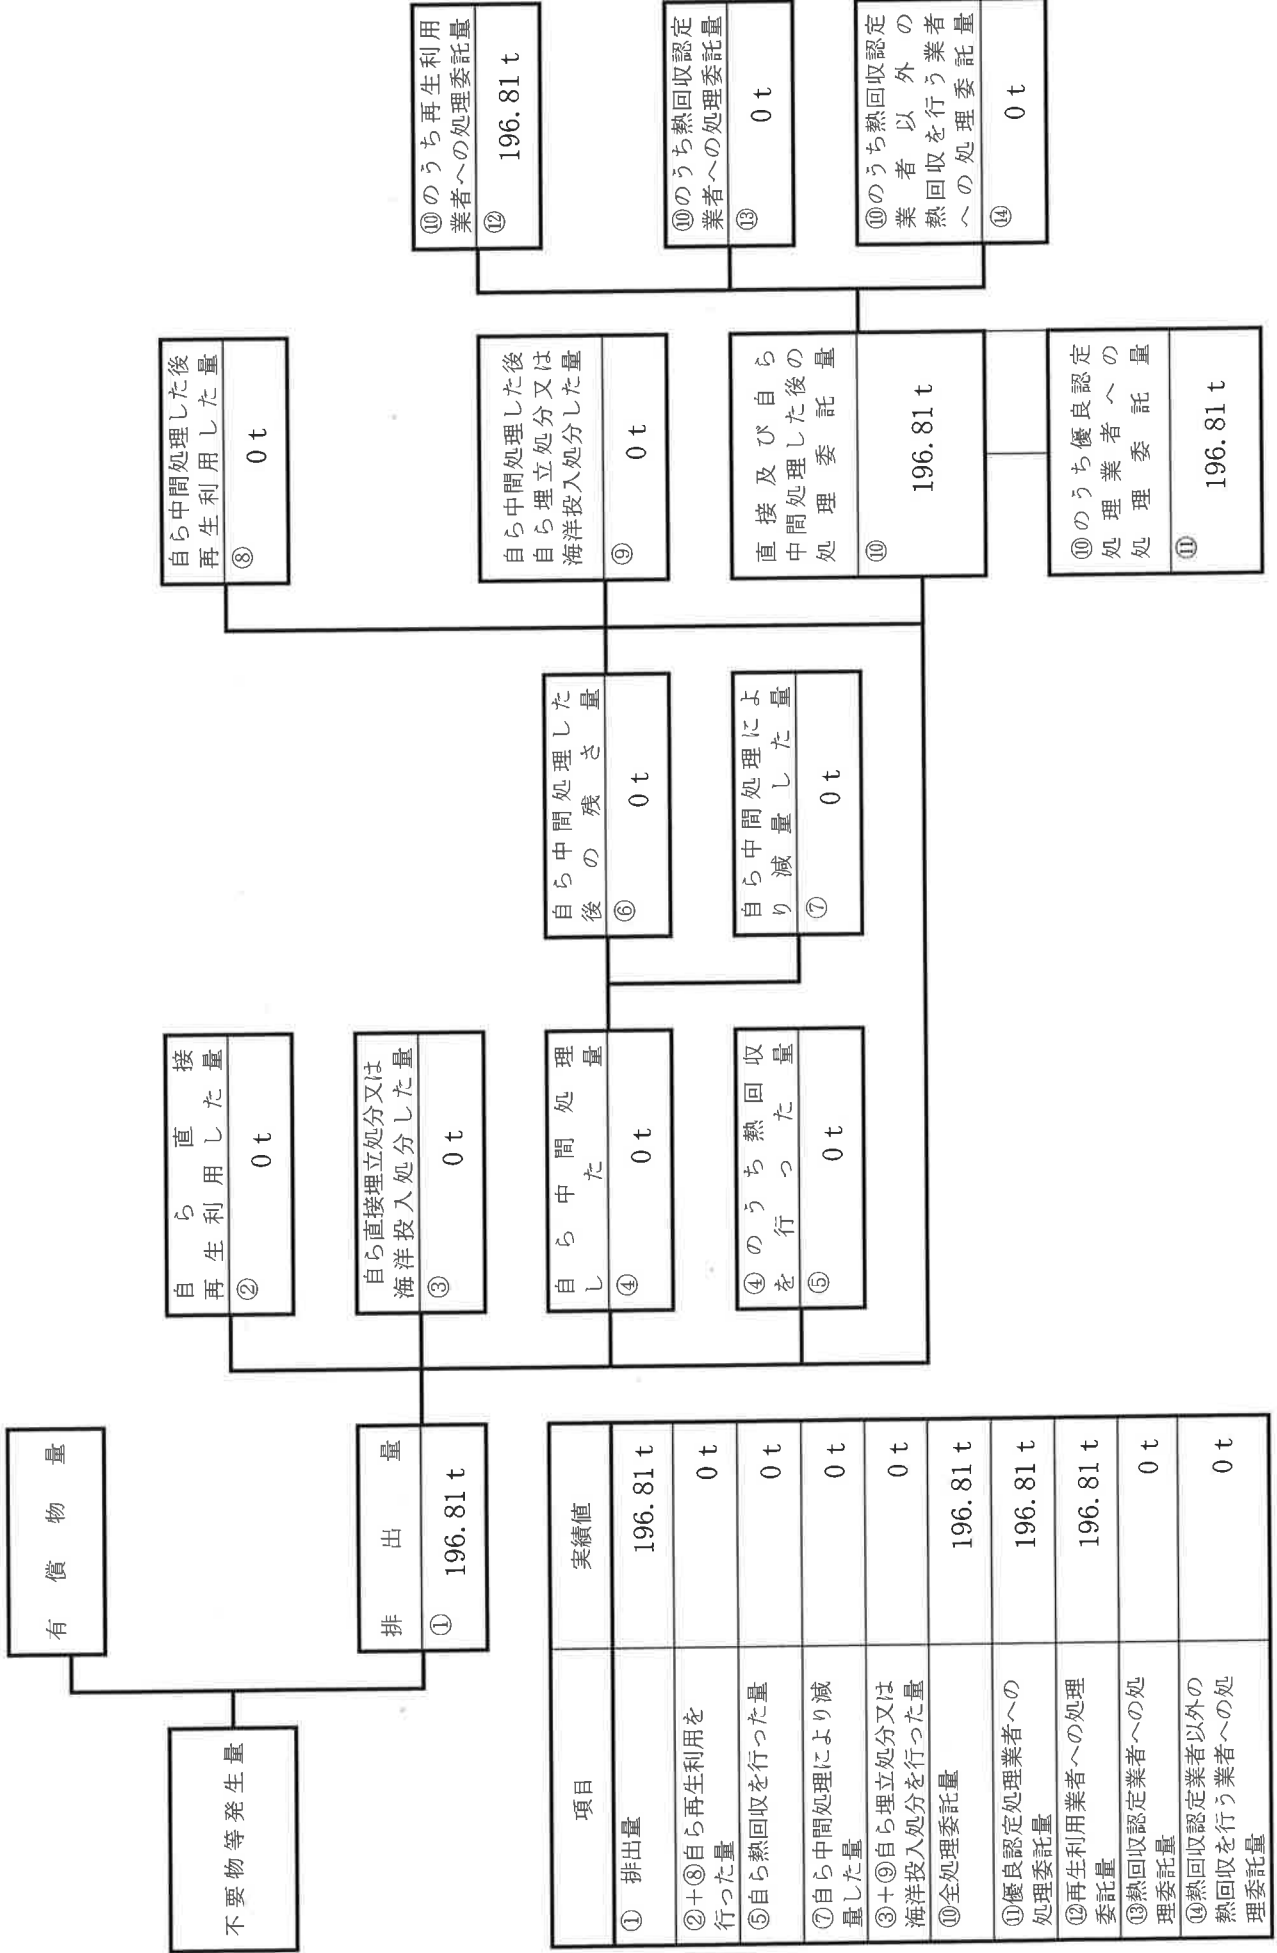 有償物量
不要物等発生量
排出量
① 196.81 t
自ら直接
再生利用した量
② 0 t
自ら直接埋立処分又は
海洋投入処分した量
③ 0 t
自ら中間処理
した量
④ 0 t
④のうち熱回収
を行った量
⑤ 0 t
自ら中間処理した
後の残さ量
⑥ 0 t
自ら中間処理によ
り減量した量
⑦ 0 t
自ら中間処理した後
再生利用した量
⑧ 0 t
自ら中間処理した後
自ら埋立処分又は
海洋投入処分した量
⑨ 0 t
直接及び自ら
中間処理した後の
処理委託量
⑩ 196.81 t
⑩のうち優良認定
処理業者への
処理委託量
⑪ 196.81 t
⑩のうち再生利用
業者への処理委託量
⑫ 196.81 t
⑩のうち熱回収認定
業者への処理委託量
⑬ 0 t
⑩のうち熱回収認定
業者以外の
熱回収を行う業者
への処理委託量
⑭ 0 t
項目 実績値
① 排出量 196.81 t
②+⑧自ら再生利用を
行った量 0 t
⑤自ら熱回収を行った量 0 t
⑦自ら中間処理により減
量した量 0 t
③+⑨自ら埋立処分又は
海洋投入処分を行った量 0 t
⑩全処理委託量 196.81 t
⑪優良認定処理業者への
処理委託量 196.81 t
⑫再生利用業者への処理
委託量 196.81 t
⑬熱回収認定業者への処
理委託量 0 t
⑭熱回収認定業者以外の
熱回収を行う業者への処
理委託量 0 t